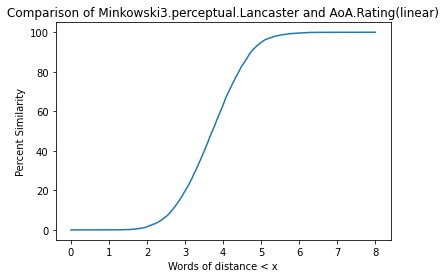 Comparison of Minkowski3.perceptual.Lancaster and AoA.Rating(linear)
100
80
60
40
20
0
Percent Similarity
0 1 2 3 4 5 6 7 8
Words of distance < x